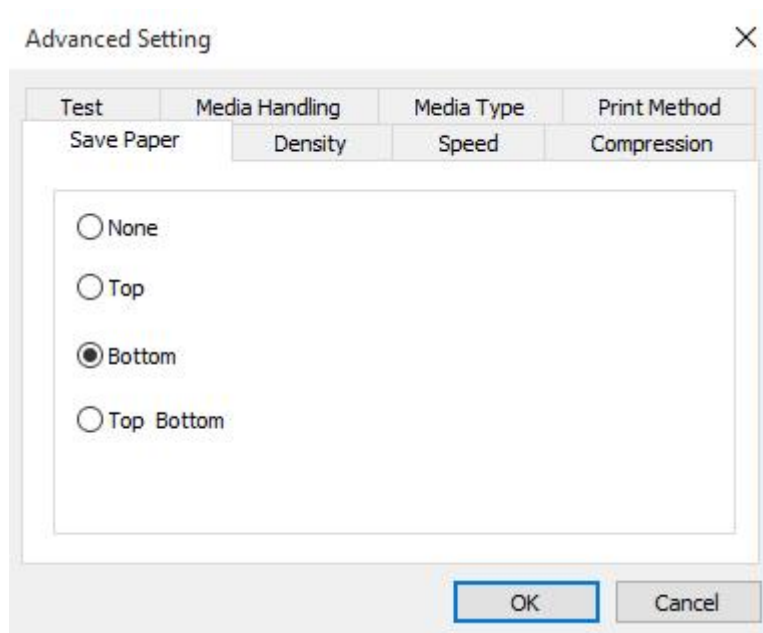 Advanced Setting
Test Media Handling Media Type Print Method
Save Paper Density Speed Compression
None
Top
Bottom
Top Bottom
OK Cancel